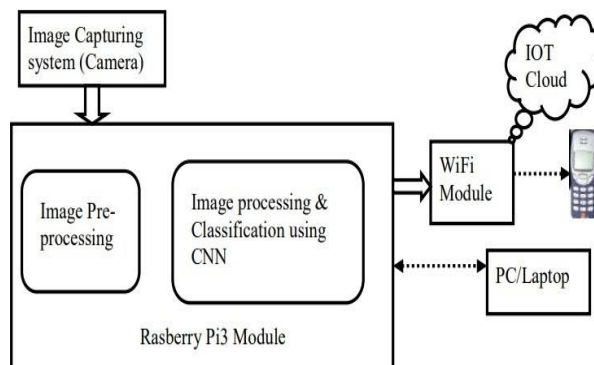 Image Capturing
system (Camera)
IOT
Cloud
WiFi
Module
Image Pre-
processing
Image processing &
Classification using
CNN
PC/Laptop
Rasberry Pi3 Module